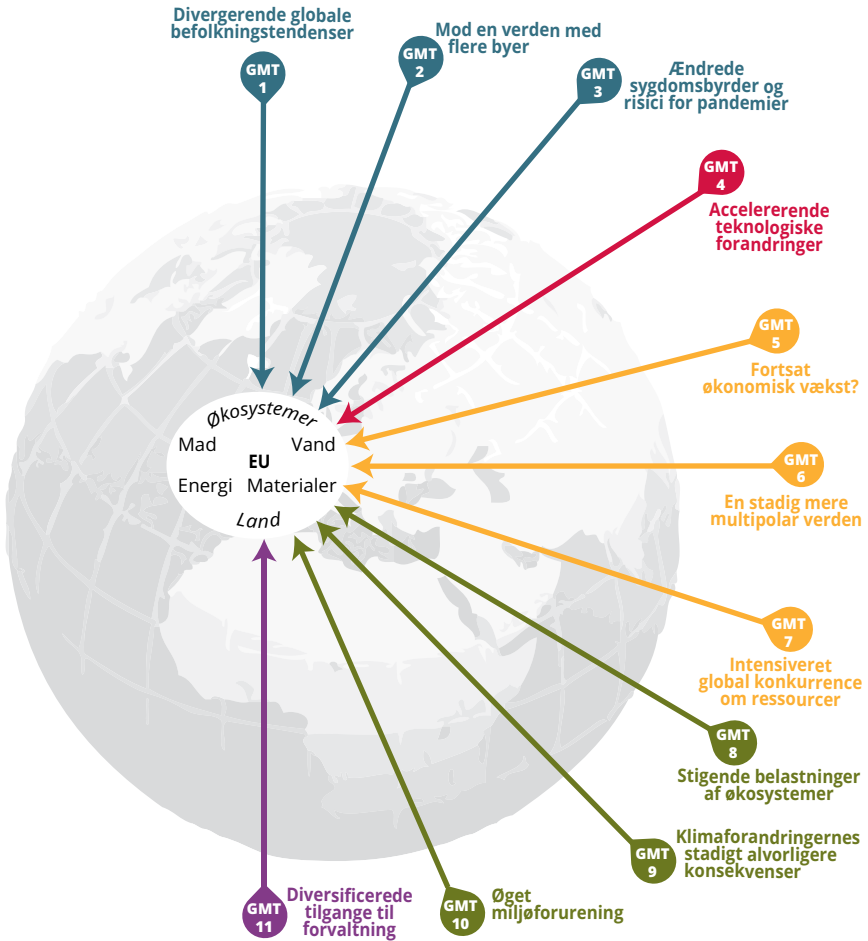 Divergerende globale
befolkningstendenser
GMT
1
Mod en verden med
flere byer
GMT
2
Ændrede
sygdomsbyrder og
risici for pandemier
GMT
3
GMT
4
Accelererende
teknologiske
forandringer
GMT
5
Fortsat
økonomisk vækst?
GMT
6
En stadig mere
multipolar verden
GMT
7
Intensiveret
global konkurrence
om ressourcer
GMT
8
Stigende belastninger
af økosystemer
GMT
9
Klimaforandringernes
stadigt alvorligere
konsekvenser
GMT
10
Øget
miljøforurening
GMT
11
Diversificerede
tilgange til
forvaltning
Økosystemer
Mad Vand
EU
Energi Materialer
Land